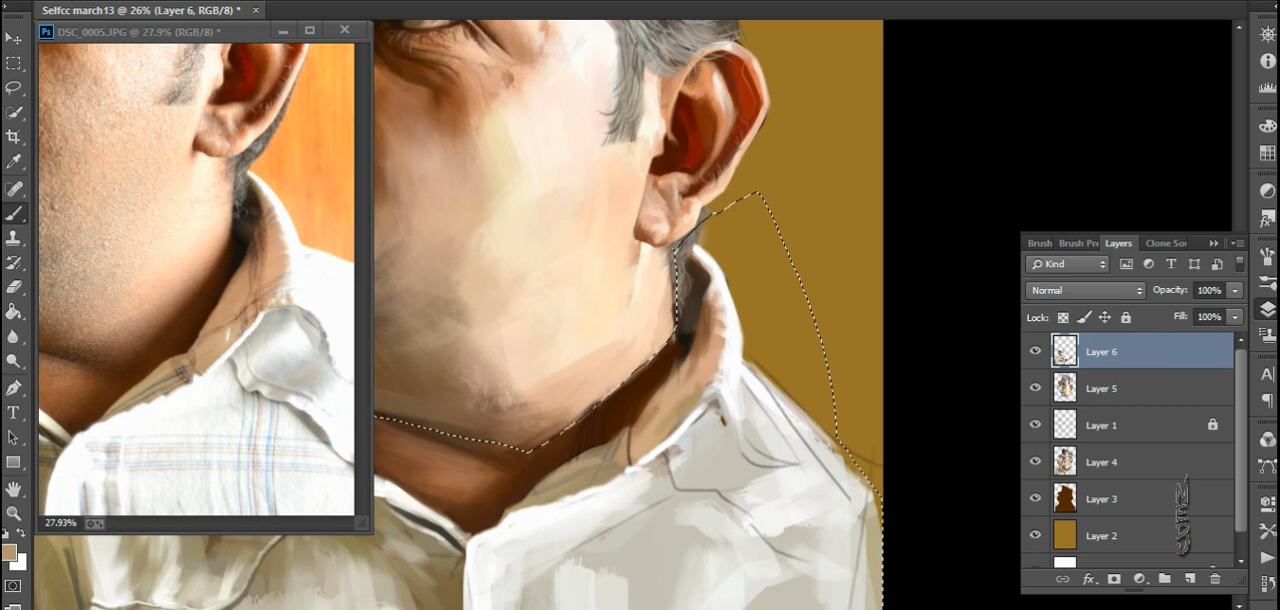 Selfcc march13 @ 26% (Layer 6, RGB/8) * ×
Ps DSC_0005.JPG @ 27.9% (RGB/8) *
27.93%
Brush Brush Pre Layers Clone Sou
Kind
Normal Opacity: 100%
Lock: Fill: 100%
Layer 6
Layer 5
Layer 1
Layer 4
Layer 3
Layer 2
fx